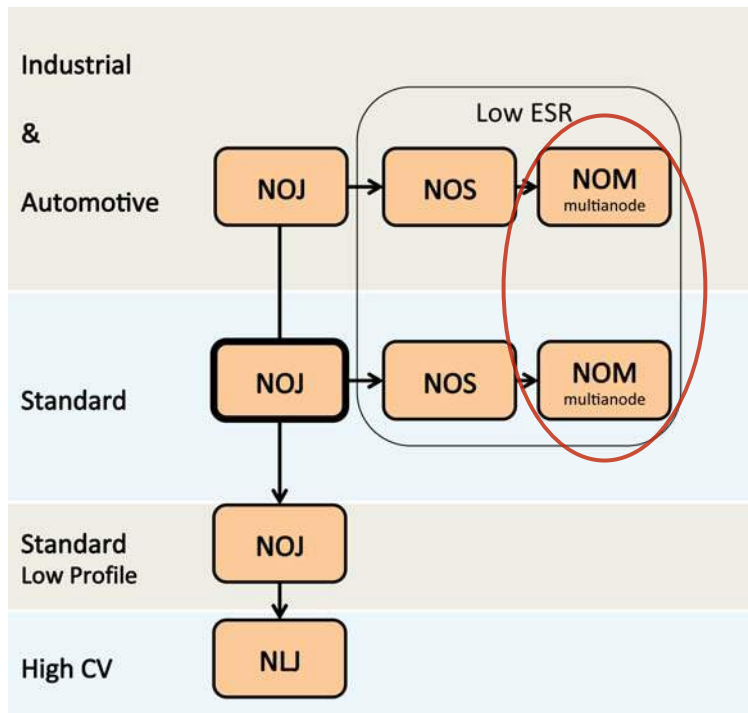 Industrial
&
Automotive
Low ESR
NOJ
NOS
NOM
multianode
Standard
NOJ
NOS
NOM
multianode
Standard
Low Profile
NOJ
High CV
NLJ